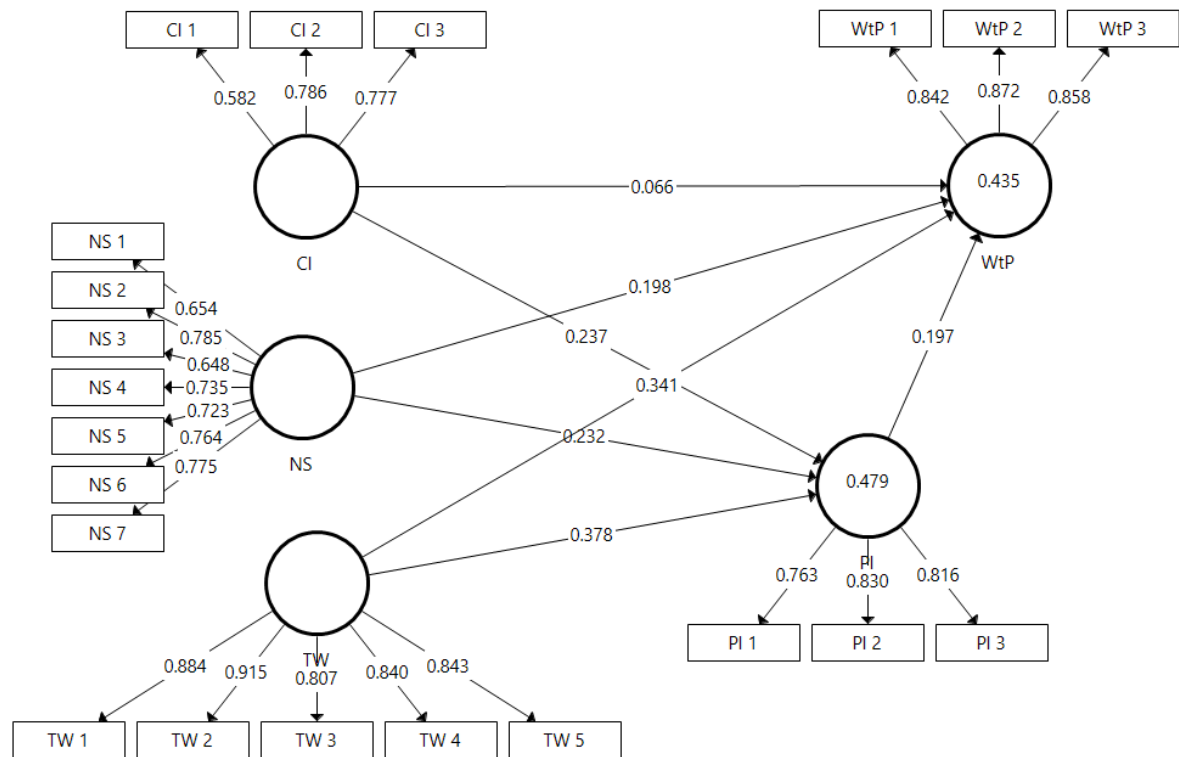 CI 1
CI 2
CI 3
WtP 1
WtP 2
WtP 3
0.582
0.786
0.777
0.842
0.872
0.858
0.435
0.066
CI
WtP
NS 1
NS 2
NS 3
NS 4
NS 5
NS 6
NS 7
0.654
0.785
0.648
0.735
0.723
0.764
0.775
NS
0.198
0.237
0.341
0.197
0.232
0.378
0.479
PI
0.763
0.830
0.816
PI 1
PI 2
PI 3
TW
0.884
0.915
0.807
0.840
0.843
TW 1
TW 2
TW 3
TW 4
TW 5